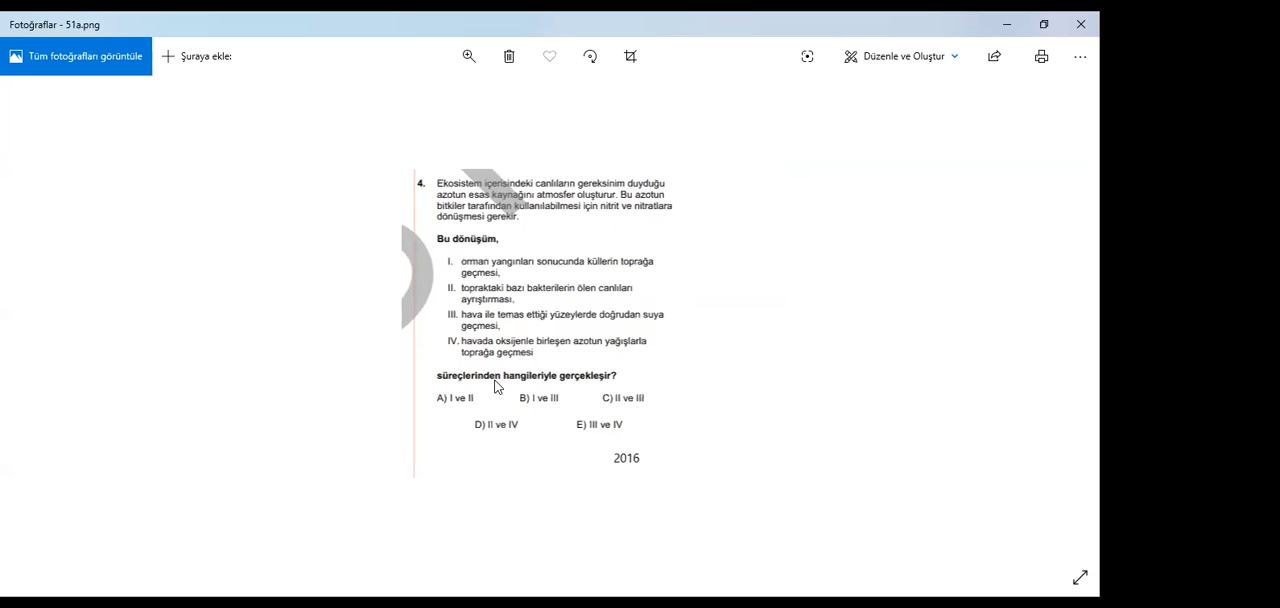 Fotoğraflar - 51a.png
Tüm fotoğrafları görüntüle
Şuraya ekle:
Düzenle ve Oluştur
4. Ekosistem içerisindeki canlıların gereksinim duyduğu
azotun esas kaynağını atmosfer oluşturur. Bu azotun
bitkiler tarafından kullanılabilmesi için nitrit ve nitratlara
dönüşmesi gerekir.
Bu dönüşüm,
I. orman yangınları sonucunda küllerin toprağa
geçmesi,
II. topraktaki bazı bakterilerin ölen canlıları
ayrıştırması,
III. hava ile temas ettiği yüzeylerde doğrudan suya
geçmesi,
IV. havada oksijenle birleşen azotun yağışlarla
toprağa geçmesi
süreçlerinden hangileriyle gerçekleşir?
A) I ve II B) I ve III C) II ve III
D) II ve IV E) III ve IV
2016